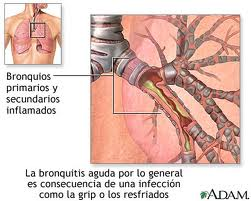 Bronquios
primarios y
secundarios
inflamados
La bronquitis aguda por lo general
es consecuencia de una infección
como la grip o los resfriados
ADAM.